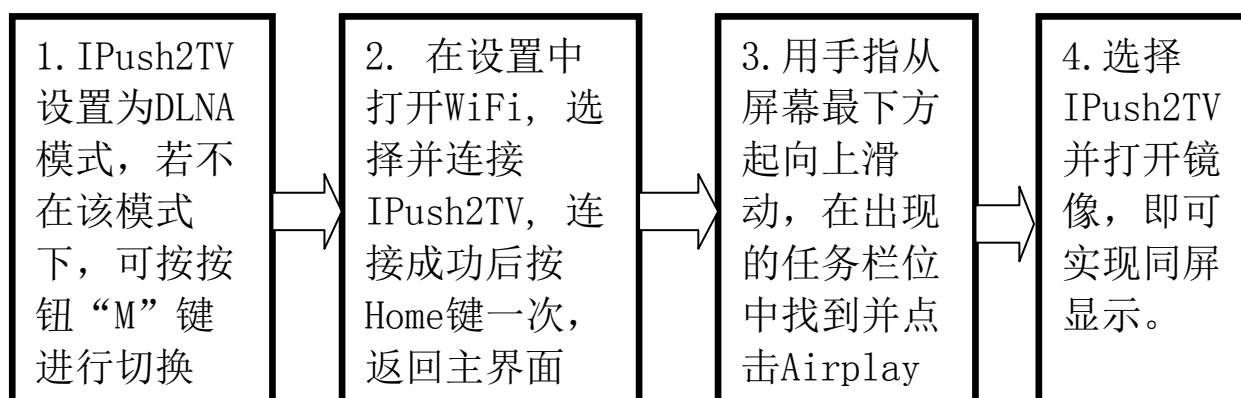 1.IPush2TV
设置为DLNA
模式，若不
在该模式
下，可按按
钮“M”键
进行切换
2. 在设置中
打开WiFi, 选
择并连接
IPush2TV, 连
接成功后按
Home键一次，
返回主界面
3.用手指从
屏幕最下方
起向上滑
动，在出现
的任务栏位
中找到并点
击Airplay
4.选择
IPush2TV
并打开镜
像，即可
实现同屏
显示。